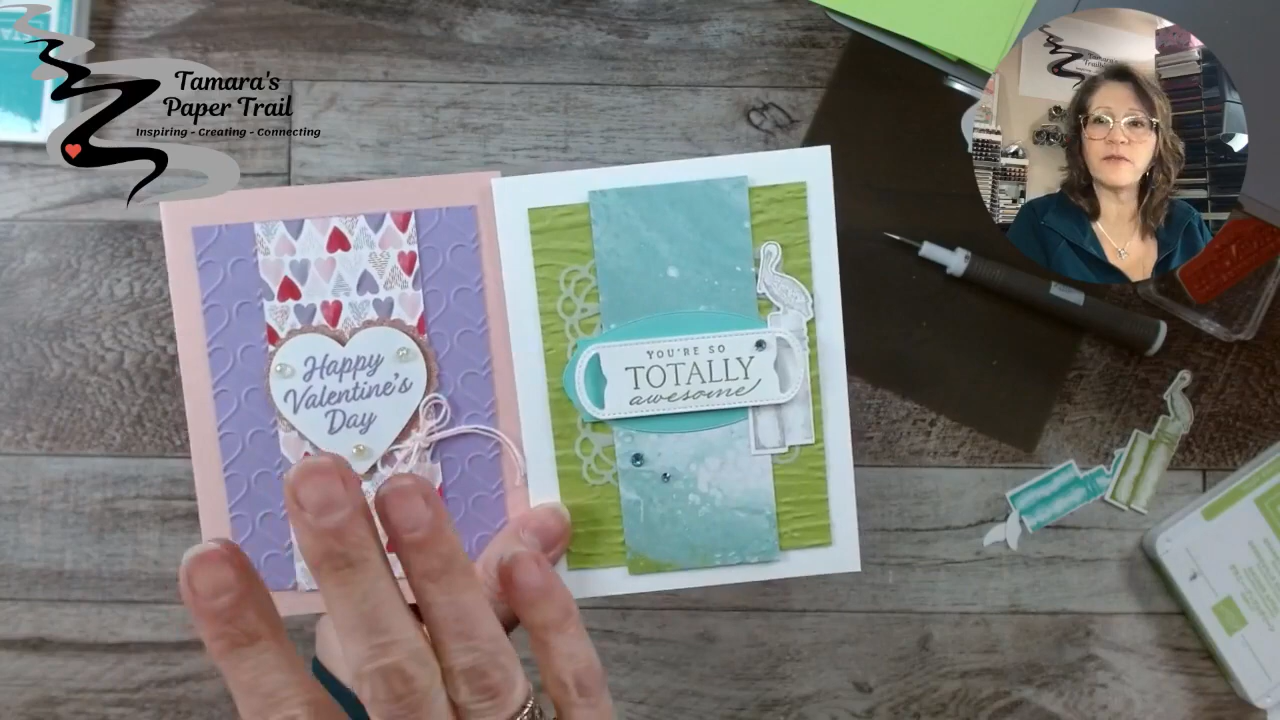 Tamara's
Paper Trail
Inspiring - Creating - Connecting
Happy
Valentine's
Day
YOU'RE SO
TOTALLY
awesome